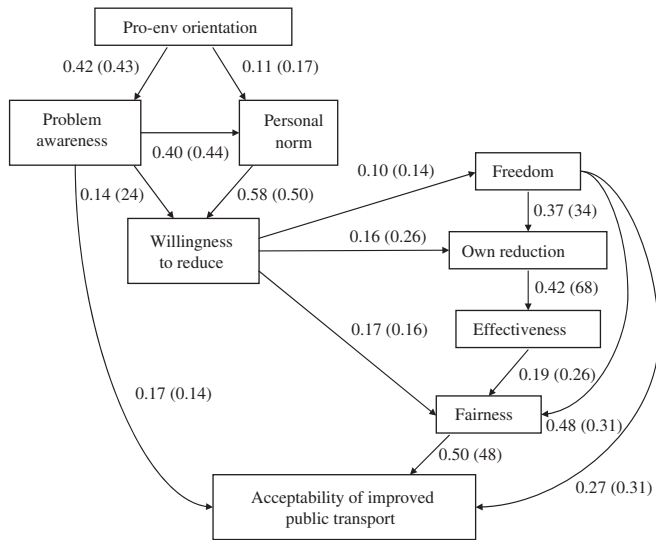 Pro-env orientation
0.42 (0.43)
0.11 (0.17)
Problem
awareness
Personal
norm
0.40 (0.44)
0.14 (24)
0.58 (0.50)
0.10 (0.14)
Freedom
0.37 (34)
Willingness
to reduce
0.16 (0.26)
Own reduction
0.42 (68)
0.17 (0.16)
Effectiveness
0.19 (0.26)
0.17 (0.14)
Fairness
0.48 (0.31)
0.50 (48)
0.27 (0.31)
Acceptability of improved
public transport